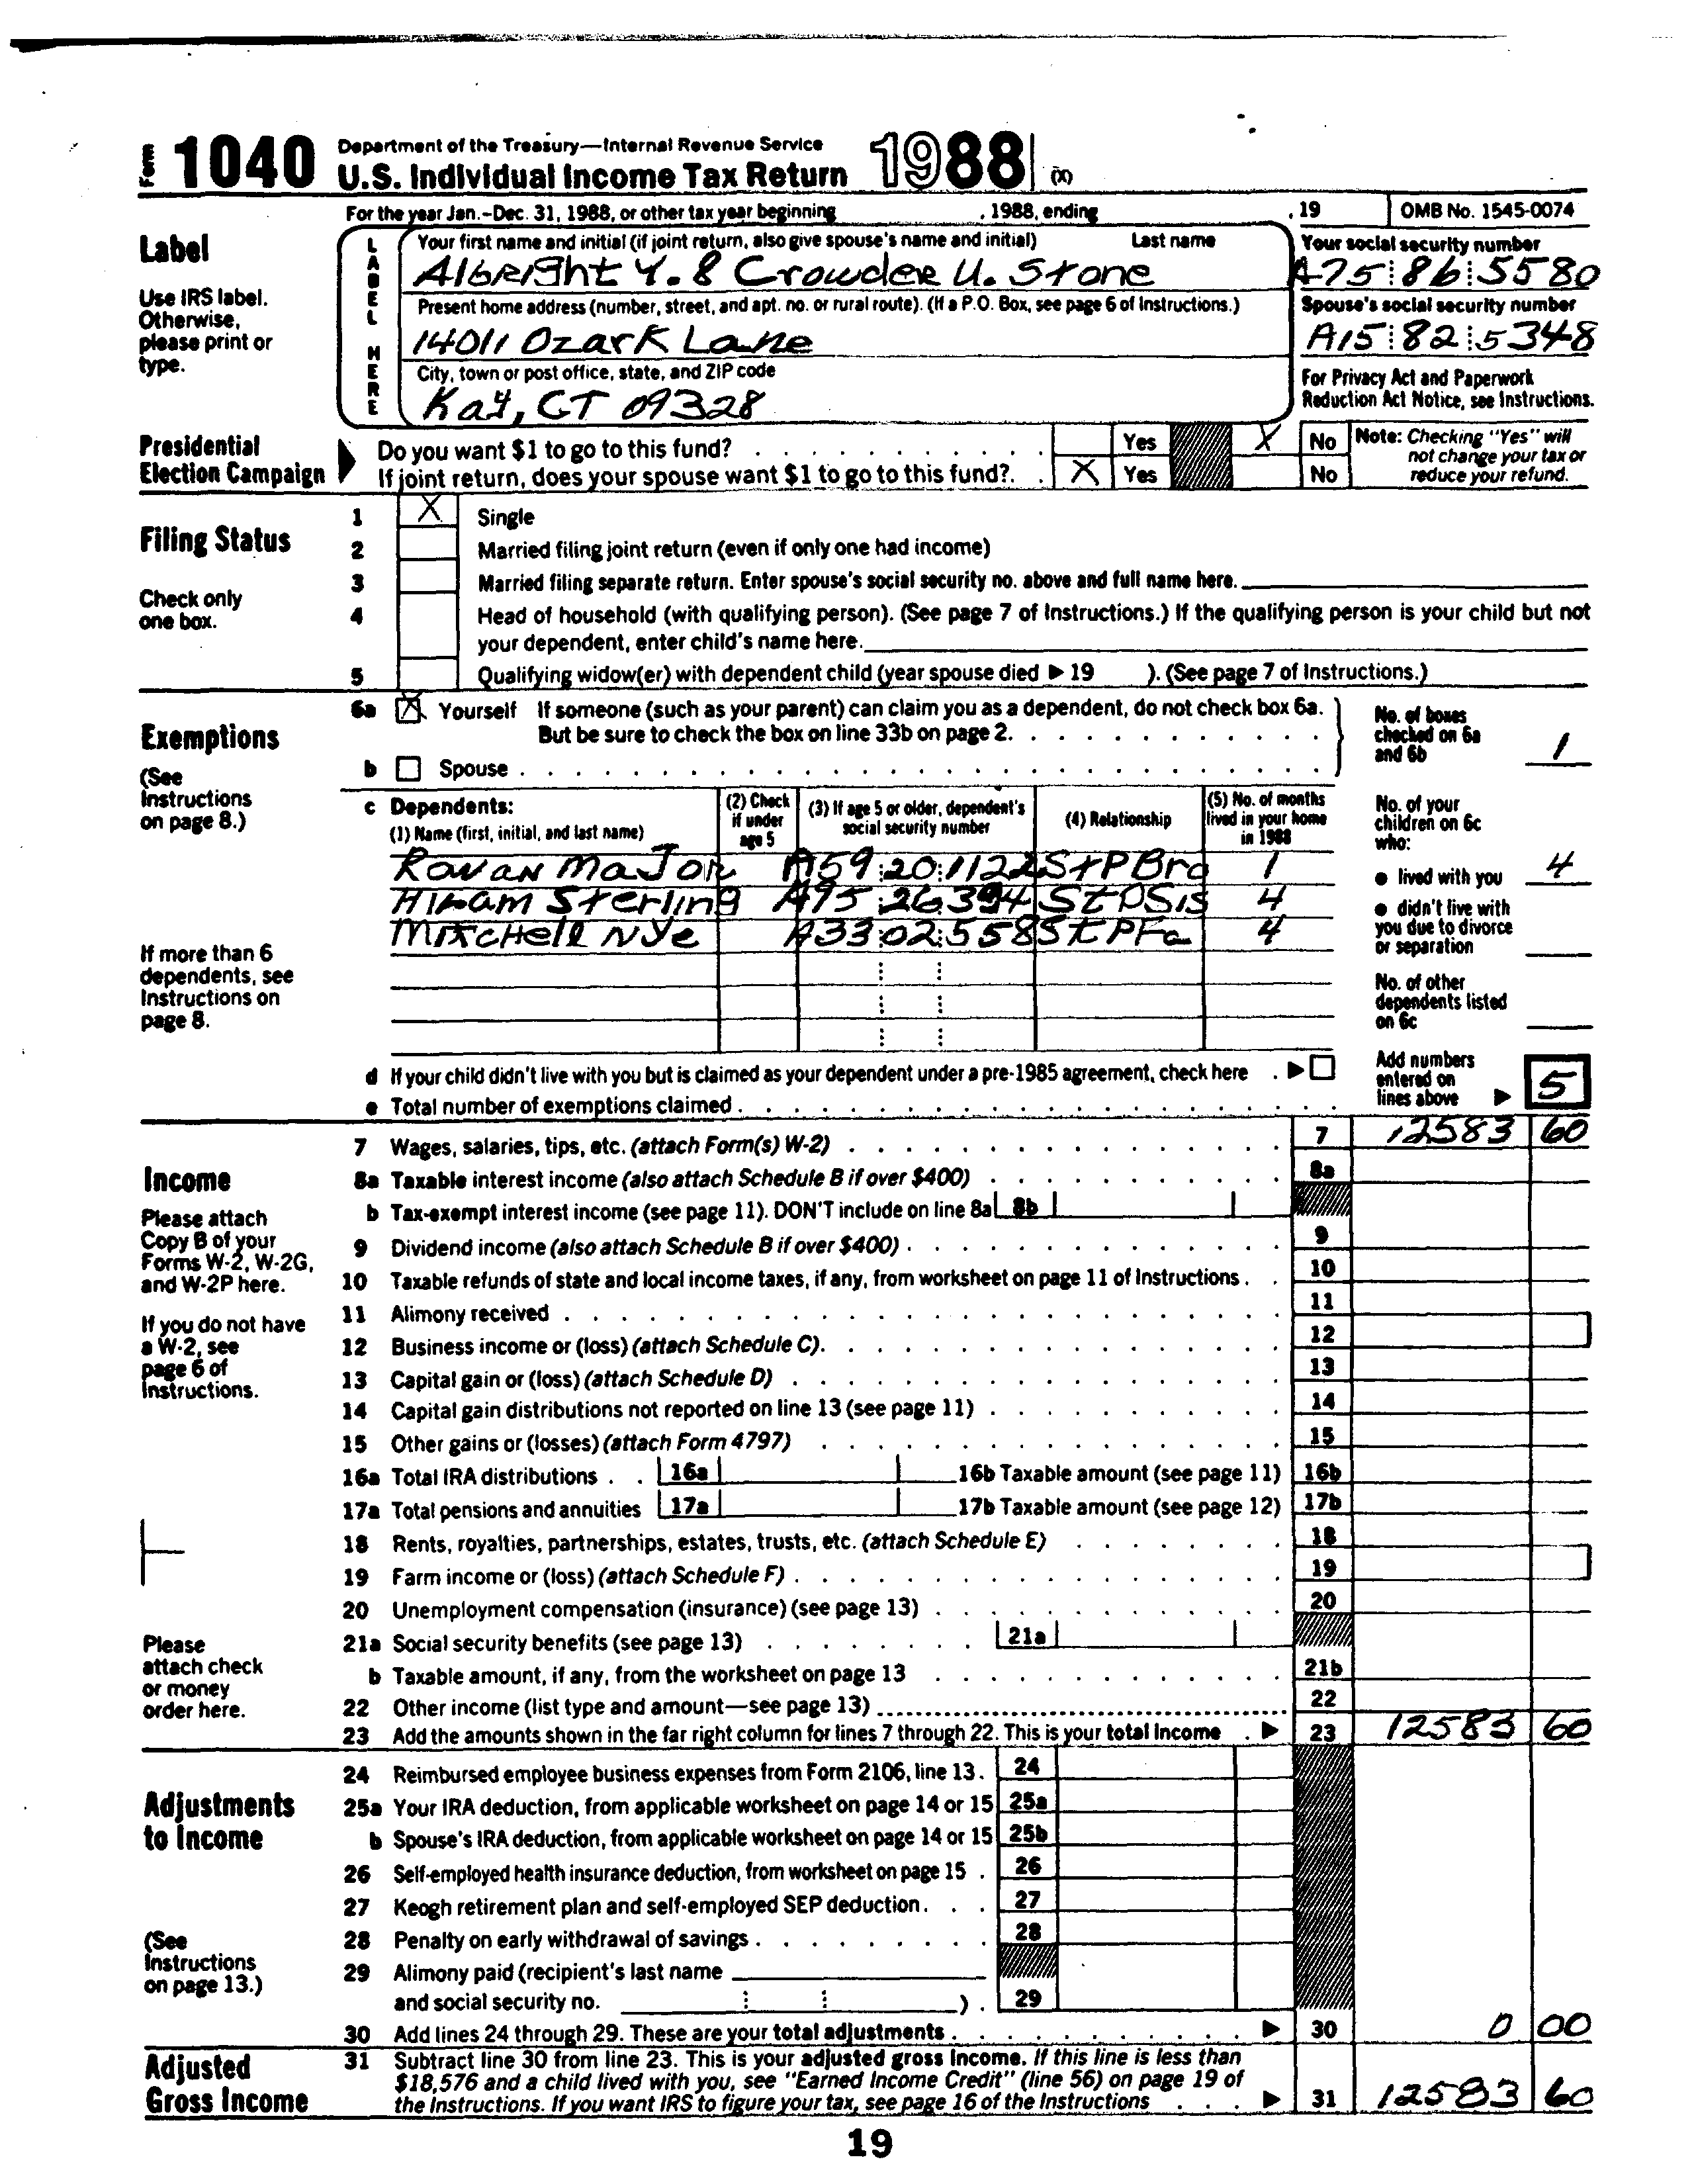 Form 1040 Department of the Treasury—Internal Revenue Service
U.S. Individual Income Tax Return 1988 (X)
For the year Jan.-Dec. 31, 1988, or other tax year beginning , 1988, ending , 19 OMB No. 1545-0074
Label
Use IRS label.
Otherwise,
please print or
type.
LABEL HERE
Your first name and initial (if joint return, also give spouse's name and initial) Last name
Albright Y. & Crowder U. Stone
Your social security number
A75 86 5580
Present home address (number, street, and apt. no. or rural route). (If a P.O. Box, see page 6 of Instructions.)
14011 Ozark Lane
Spouse's social security number
A15 82 5348
City, town or post office, state, and ZIP code
Kay, CT 09328
For Privacy Act and Paperwork
Reduction Act Notice, see Instructions.
Presidential
Election Campaign
Do you want $1 to go to this fund? Yes X No
If joint return, does your spouse want $1 to go to this fund? X Yes No
Note: Checking "Yes" will
not change your tax or
reduce your refund.
Filing Status
Check only
one box.
1 X Single
2 Married filing joint return (even if only one had income)
3 Married filing separate return. Enter spouse's social security no. above and full name here.
4 Head of household (with qualifying person). (See page 7 of Instructions.) If the qualifying person is your child but not
your dependent, enter child's name here.
5 Qualifying widow(er) with dependent child (year spouse died ▶ 19 ). (See page 7 of Instructions.)
Exemptions
(See
Instructions
on page 8.)
6a X Yourself If someone (such as your parent) can claim you as a dependent, do not check box 6a.
But be sure to check the box on line 33b on page 2.
b Spouse
No. of boxes
checked on 6a
and 6b 1
c Dependents:
(1) Name (first, initial, and last name)
(2) Check
if under
age 5
(3) If age 5 or older, dependent's
social security number
(4) Relationship
(5) No. of months
lived in your home
in 1988
Rowan Major A59 20 1122 StPBro 1
Hiram Sterling A95 26 394 StPSis 4
Mitchell Nye A33 02 558 StPFa 4
No. of your
children on 6c
who:
● lived with you 4
● didn't live with
you due to divorce
or separation
No. of other
dependents listed
on 6c
If more than 6
dependents, see
Instructions on
page 8.
d If your child didn't live with you but is claimed as your dependent under a pre-1985 agreement, check here ▶
e Total number of exemptions claimed
Add numbers
entered on
lines above ▶ 5
Income
Please attach
Copy B of your
Forms W-2, W-2G,
and W-2P here.
If you do not have
a W-2, see
page 6 of
Instructions.
Please
attach check
or money
order here.
7 Wages, salaries, tips, etc. (attach Form(s) W-2) 7 12583 60
8a Taxable interest income (also attach Schedule B if over $400) 8a
b Tax-exempt interest income (see page 11). DON'T include on line 8a 8b
9 Dividend income (also attach Schedule B if over $400) 9
10 Taxable refunds of state and local income taxes, if any, from worksheet on page 11 of Instructions 10
11 Alimony received 11
12 Business income or (loss) (attach Schedule C) 12
13 Capital gain or (loss) (attach Schedule D) 13
14 Capital gain distributions not reported on line 13 (see page 11) 14
15 Other gains or (losses) (attach Form 4797) 15
16a Total IRA distributions 16a 16b Taxable amount (see page 11) 16b
17a Total pensions and annuities 17a 17b Taxable amount (see page 12) 17b
18 Rents, royalties, partnerships, estates, trusts, etc. (attach Schedule E) 18
19 Farm income or (loss) (attach Schedule F) 19
20 Unemployment compensation (insurance) (see page 13) 20
21a Social security benefits (see page 13) 21a
b Taxable amount, if any, from the worksheet on page 13 21b
22 Other income (list type and amount—see page 13) 22
23 Add the amounts shown in the far right column for lines 7 through 22. This is your total income ▶ 23 12583 60
Adjustments
to Income
(See
Instructions
on page 13.)
24 Reimbursed employee business expenses from Form 2106, line 13. 24
25a Your IRA deduction, from applicable worksheet on page 14 or 15 25a
b Spouse's IRA deduction, from applicable worksheet on page 14 or 15 25b
26 Self-employed health insurance deduction, from worksheet on page 15 26
27 Keogh retirement plan and self-employed SEP deduction 27
28 Penalty on early withdrawal of savings 28
29 Alimony paid (recipient's last name
and social security no. ) 29
30 Add lines 24 through 29. These are your total adjustments ▶ 30 0 00
Adjusted
Gross Income
31 Subtract line 30 from line 23. This is your adjusted gross income. If this line is less than
$18,576 and a child lived with you, see "Earned Income Credit" (line 56) on page 19 of
the Instructions. If you want IRS to figure your tax, see page 16 of the Instructions ▶ 31 12583 60
19